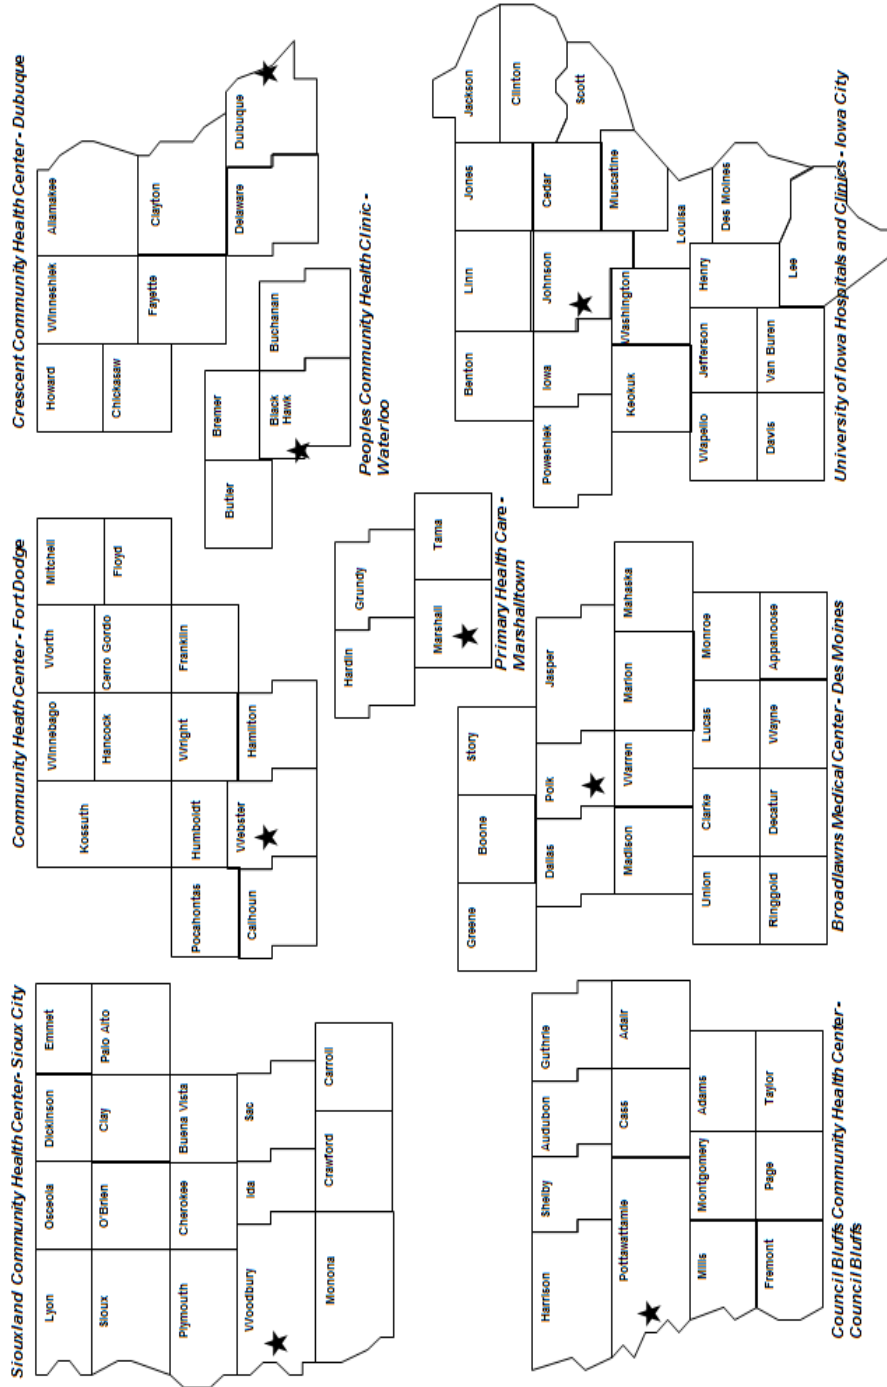 Siouxland Community Health Center- Sioux City
Lyon
Osceola
Dickinson
Emmet
Sioux
O'Brien
Clay
Palo Alto
Plymouth
Cherokee
Buena Vista
Woodbury
Ida
Sac
Monona
Crawford
Carroll
Community Heath Center - Fort Dodge
Kossuth
Winnebago
Worth
Mitchell
Hancock
Cerro Gordo
Floyd
Pocahontas
Humboldt
Wright
Franklin
Calhoun
Webster
Hamilton
Crescent Community Health Center - Dubuque
Howard
Winneshiek
Allamakee
Chickasaw
Fayette
Clayton
Delaware
Dubuque
Butler
Bremer
Black
Hawk
Buchanan
Peoples Community Health Clinic -
Waterloo
Hardin
Grundy
Marshall
Tama
Primary Health Care -
Marshalltown
Harrison
Shelby
Audubon
Guthrie
Pottawattamie
Cass
Adair
Mills
Montgomery
Adams
Fremont
Page
Taylor
Council Bluffs Community Health Center -
Council Bluffs
Greene
Boone
Story
Dallas
Polk
Jasper
Madison
Warren
Marion
Mahaska
Union
Clarke
Lucas
Monroe
Ringgold
Decatur
Wayne
Appanoose
Broadlawns Medical Center - Des Moines
Benton
Linn
Jones
Jackson
Clinton
Poweshiek
Iowa
Johnson
Cedar
Scott
Keokuk
Washington
Muscatine
Louisa
Wapello
Jefferson
Henry
Des Moines
Davis
Van Buren
Lee
University of Iowa Hospitals and Clinics - Iowa City